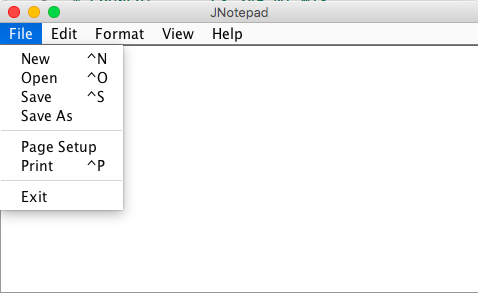 JNotepad
File Edit Format View Help
New ^N
Open ^O
Save ^S
Save As
Page Setup
Print ^P
Exit